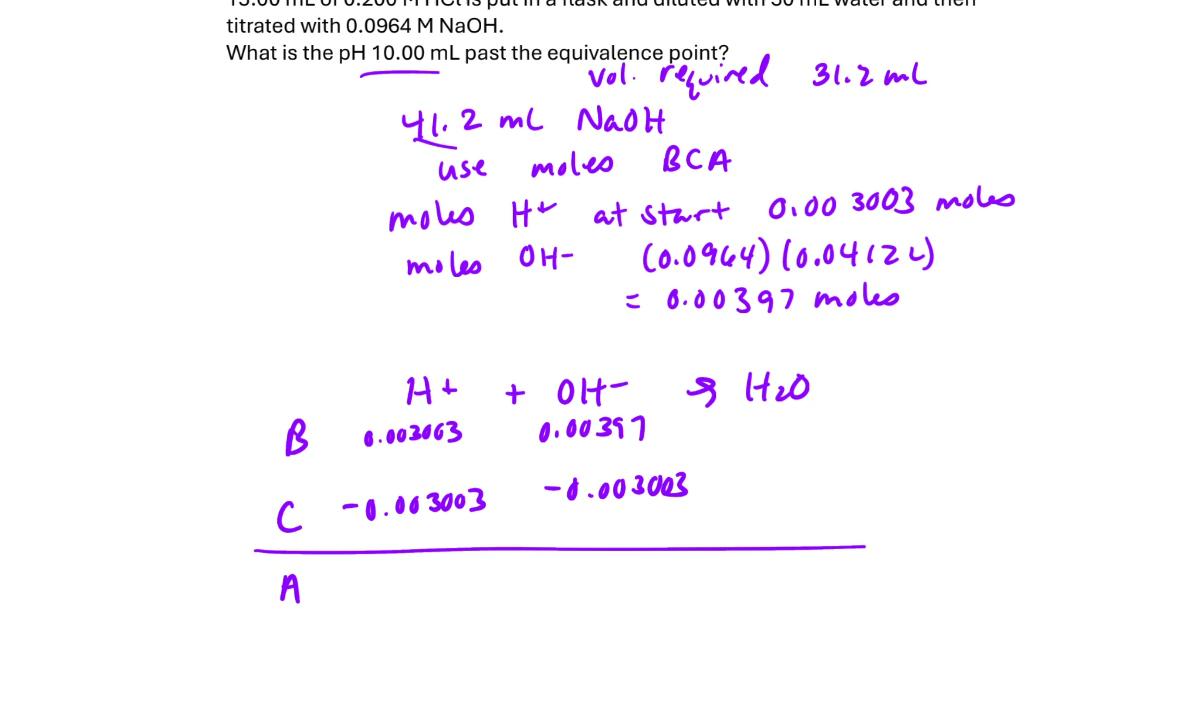 titrated with 0.0964 M NaOH.
What is the pH 10.00 mL past the equivalence point?
vol. required 31.2 mL
41.2 mL NaOH
use moles BCA
moles H+ at start 0.003003 moles
moles OH- (0.0964)(0.0412L)
= 0.00397 moles
H+ + OH- → H2O
B 0.003003 0.00397
C -0.003003 -0.003003
A